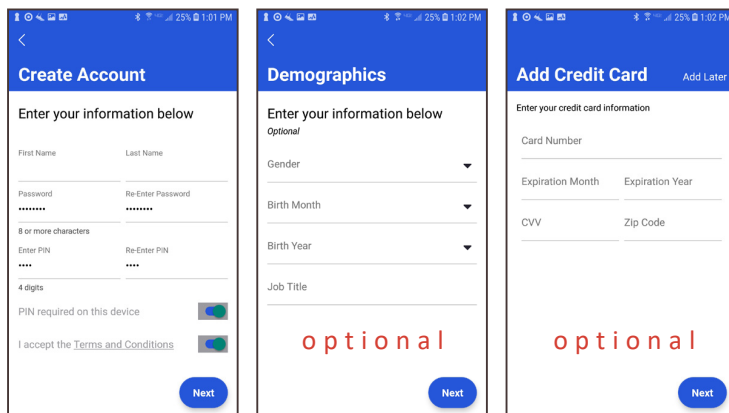 25% 1:01 PM
Create Account
Enter your information below
First Name Last Name
Password Re-Enter Password
•••••••• ••••••••
8 or more characters
Enter PIN Re-Enter PIN
•••• ••••
4 digits
PIN required on this device
I accept the Terms and Conditions
Next
25% 1:02 PM
Demographics
Enter your information below
Optional
Gender
Birth Month
Birth Year
Job Title
optional
Next
25% 1:02 PM
Add Credit Card Add Later
Enter your credit card information
Card Number
Expiration Month Expiration Year
CVV Zip Code
optional
Next